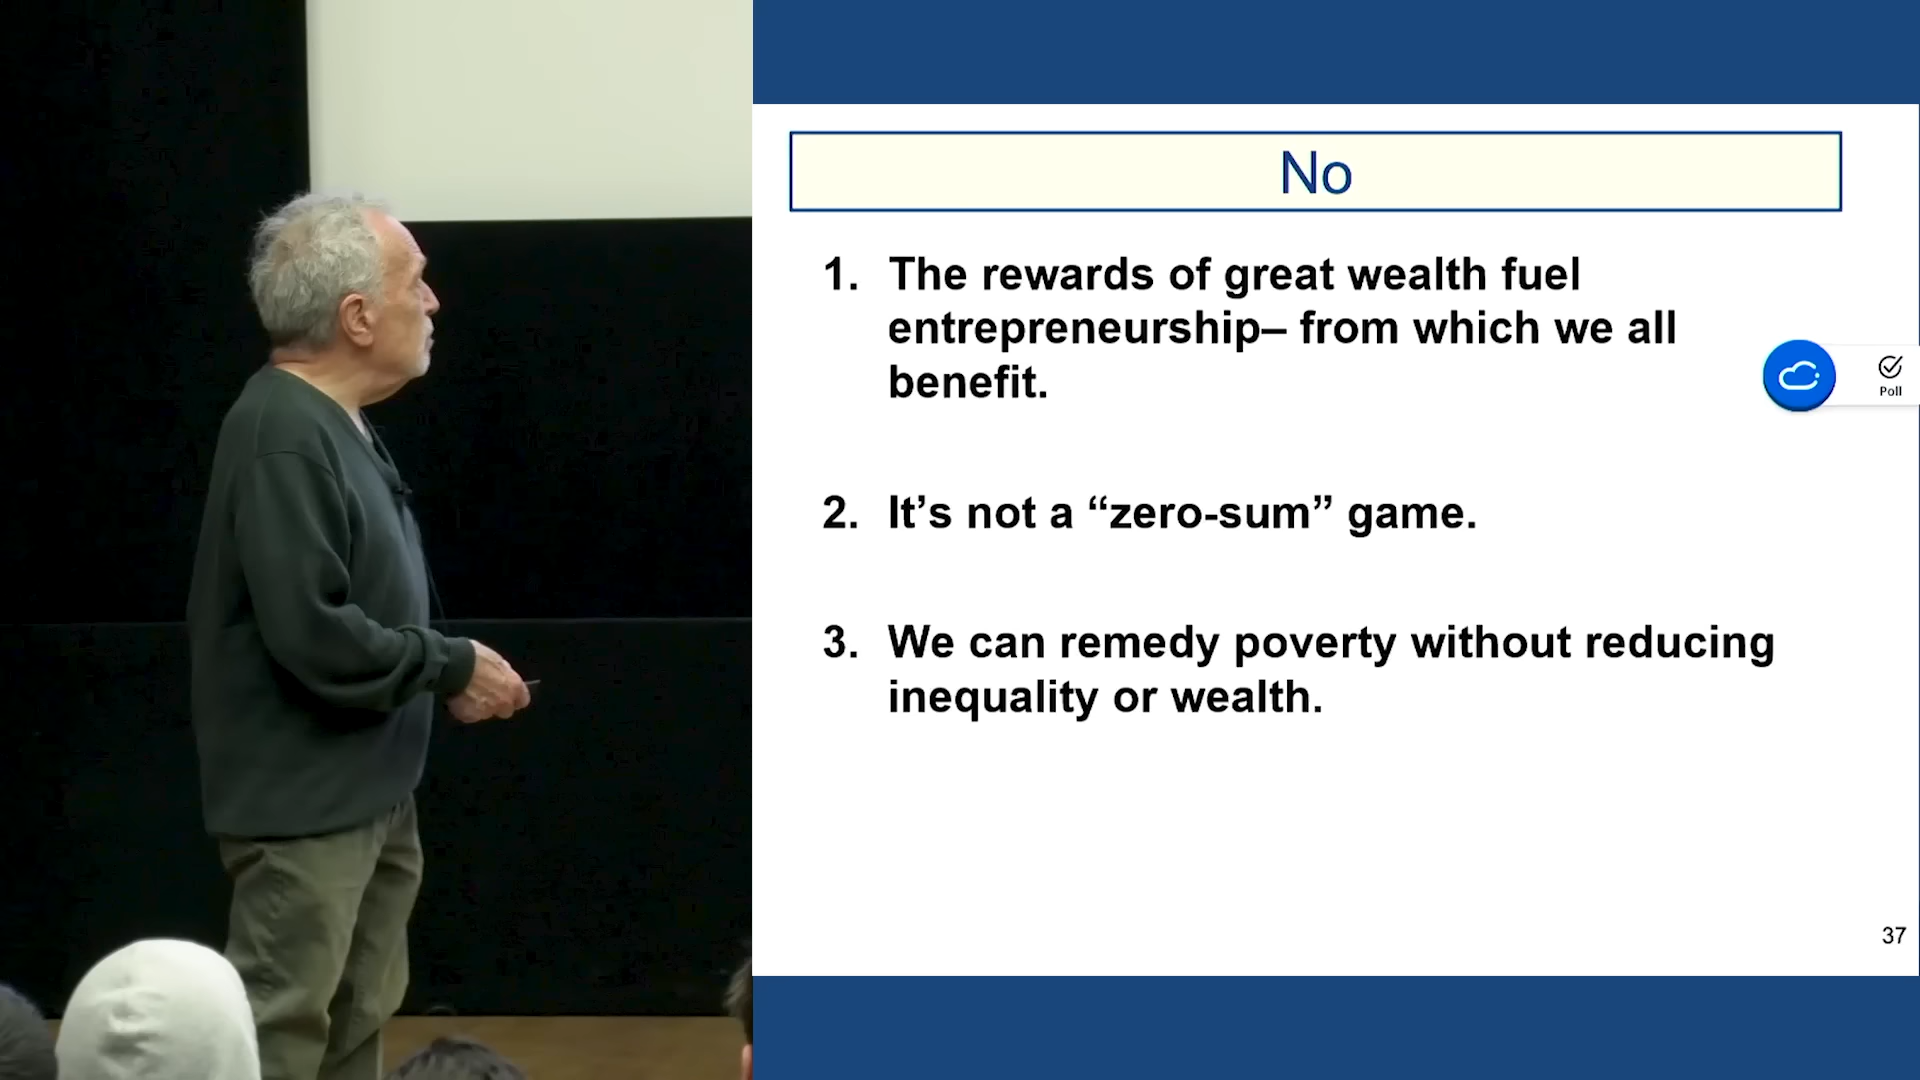 No
1. The rewards of great wealth fuel
entrepreneurship– from which we all
benefit.
2. It’s not a “zero-sum” game.
3. We can remedy poverty without reducing
inequality or wealth.
Poll
37